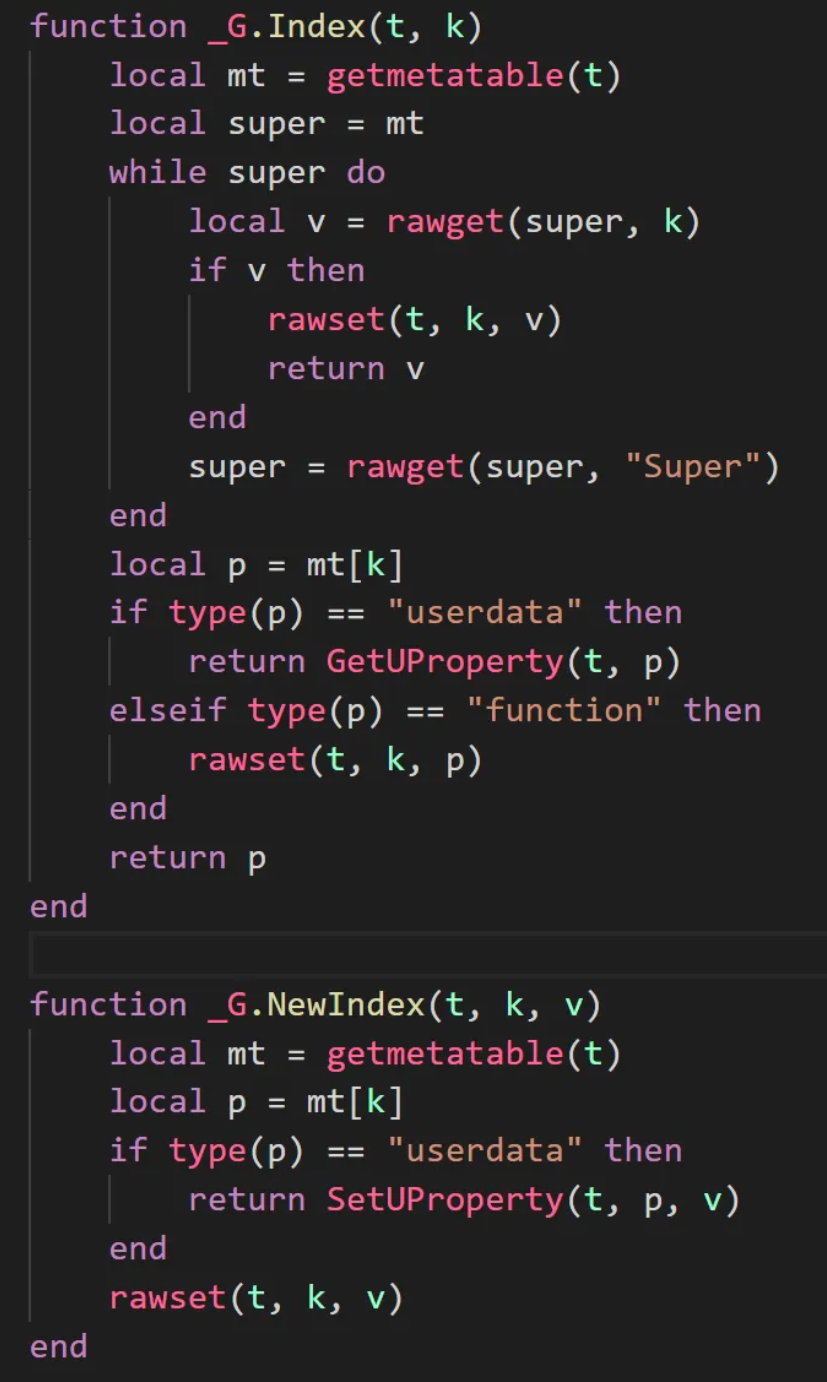 function _G.Index(t, k)
    local mt = getmetatable(t)
    local super = mt
    while super do
        local v = rawget(super, k)
        if v then
            rawset(t, k, v)
            return v
        end
        super = rawget(super, "Super")
    end
    local p = mt[k]
    if type(p) == "userdata" then
        return GetUProperty(t, p)
    elseif type(p) == "function" then
        rawset(t, k, p)
    end
    return p
end

function _G.NewIndex(t, k, v)
    local mt = getmetatable(t)
    local p = mt[k]
    if type(p) == "userdata" then
        return SetUProperty(t, p, v)
    end
    rawset(t, k, v)
end